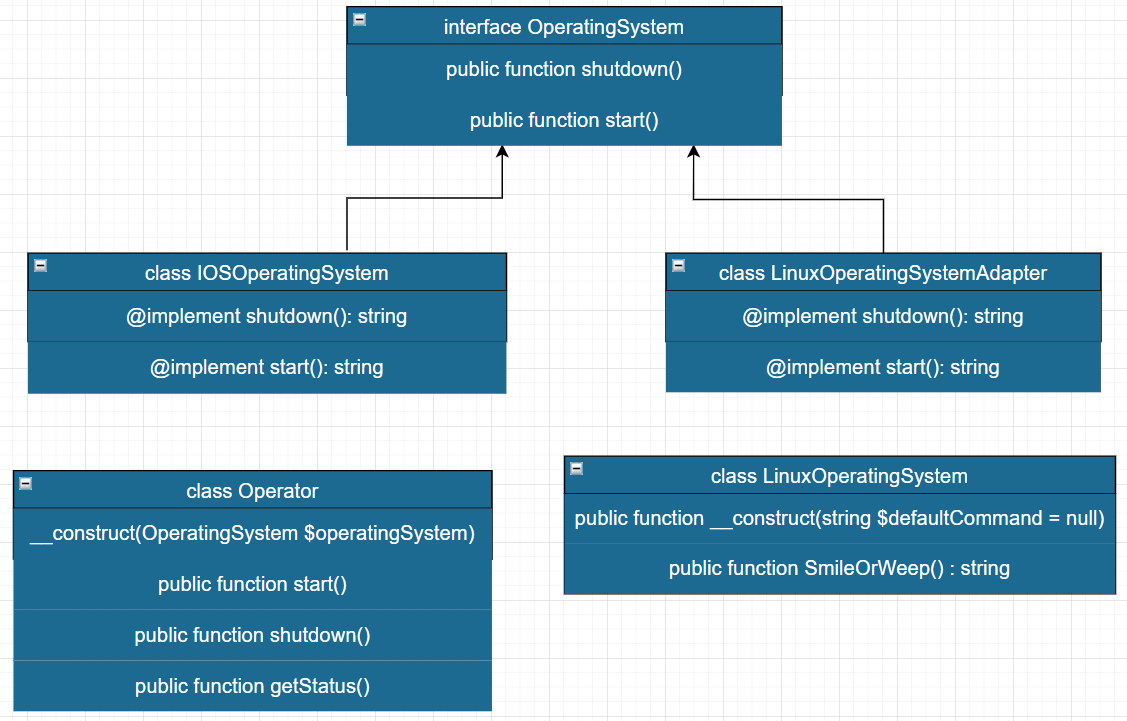 interface OperatingSystem
public function shutdown()
public function start()
class IOSOperatingSystem
@implement shutdown(): string
@implement start(): string
class LinuxOperatingSystemAdapter
@implement shutdown(): string
@implement start(): string
class Operator
__construct(OperatingSystem $operatingSystem)
public function start()
public function shutdown()
public function getStatus()
class LinuxOperatingSystem
public function __construct(string $defaultCommand = null)
public function SmileOrWeep() : string